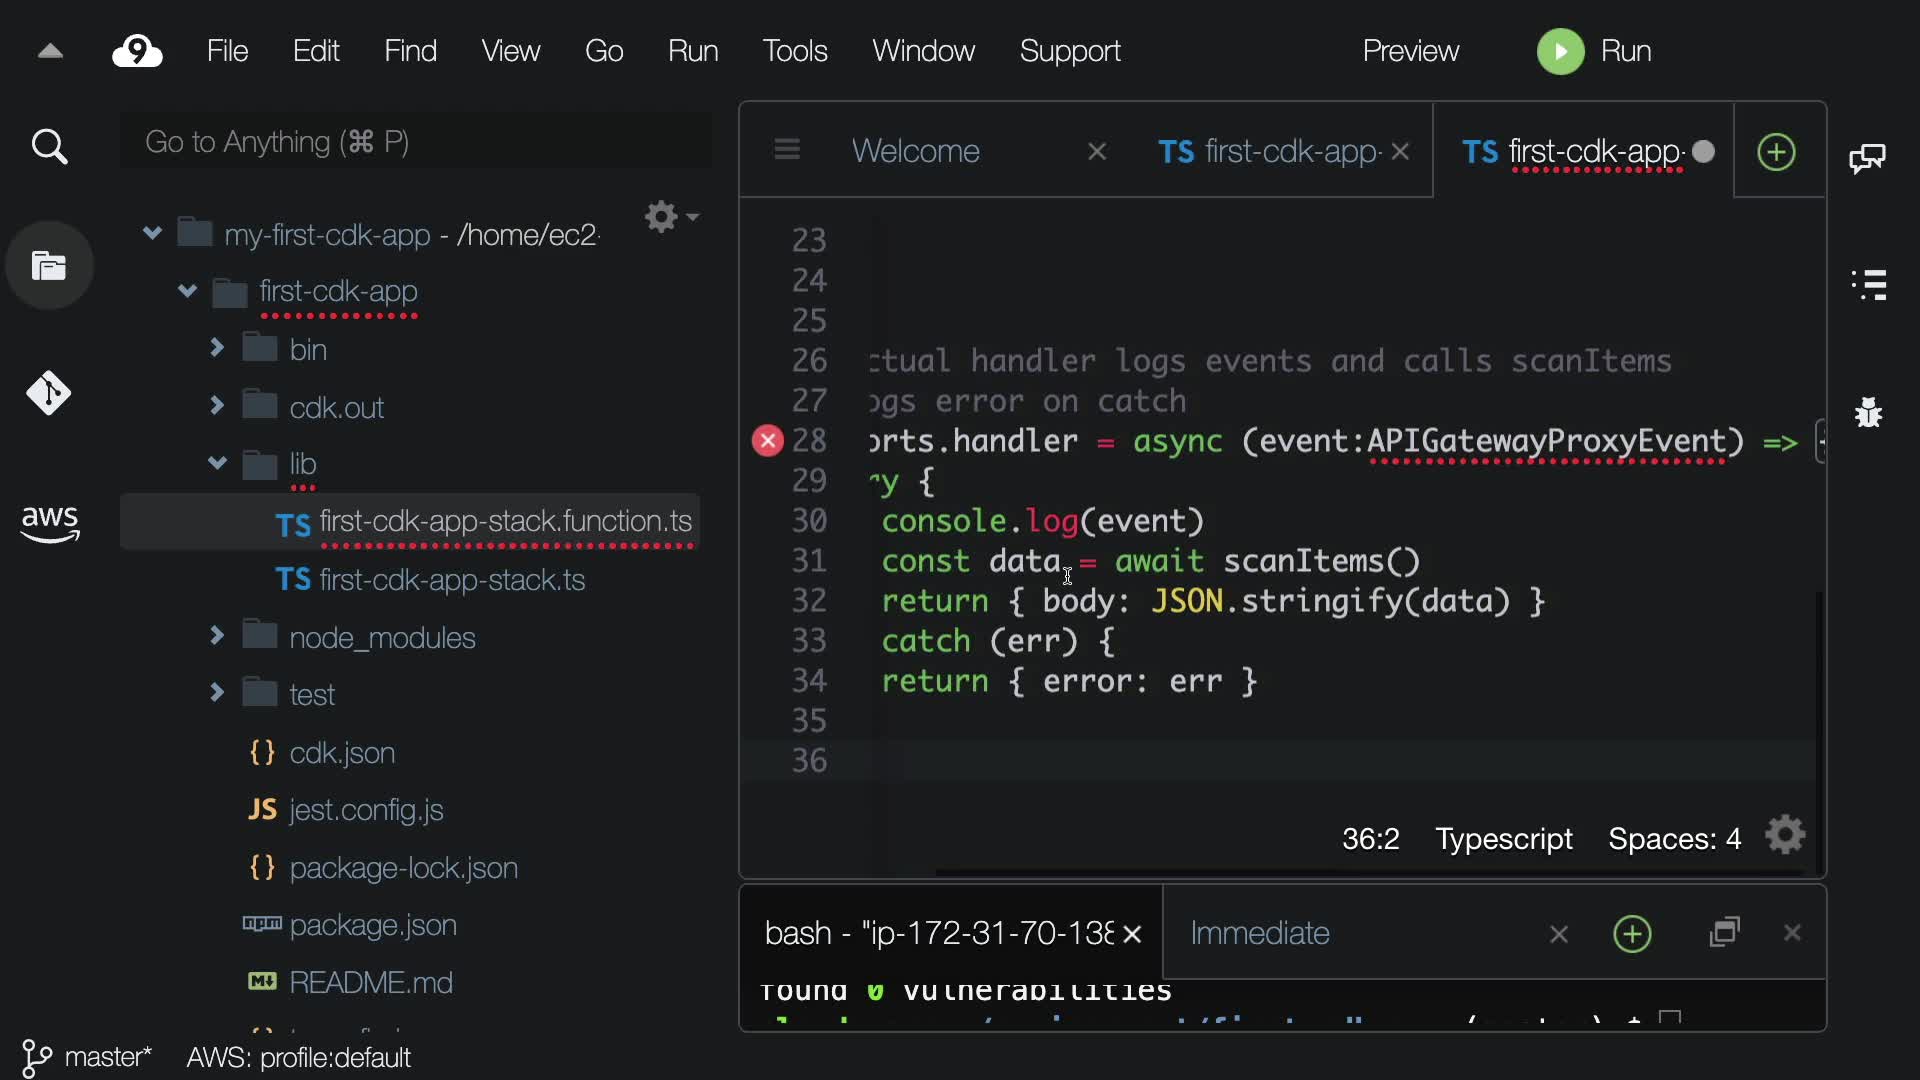 9 File Edit Find View Go Run Tools Window Support Preview Run
Go to Anything (⌘ P)
Welcome TS first-cdk-app- TS first-cdk-app-
my-first-cdk-app - /home/ec2-
first-cdk-app
bin
cdk.out
lib
TS first-cdk-app-stack.function.ts
TS first-cdk-app-stack.ts
node_modules
test
{} cdk.json
JS jest.config.js
{} package-lock.json
package.json
M README.md
aws
23
24
25
26 ctual handler logs events and calls scanItems
27 ogs error on catch
28 orts.handler = async (event:APIGatewayProxyEvent) => {
29 ry {
30 console.log(event)
31 const data = await scanItems()
32 return { body: JSON.stringify(data) }
33 catch (err) {
34 return { error: err }
35
36
36:2 Typescript Spaces: 4
bash - "ip-172-31-70-138 Immediate
found 0 vulnerabilities
master* AWS: profile:default